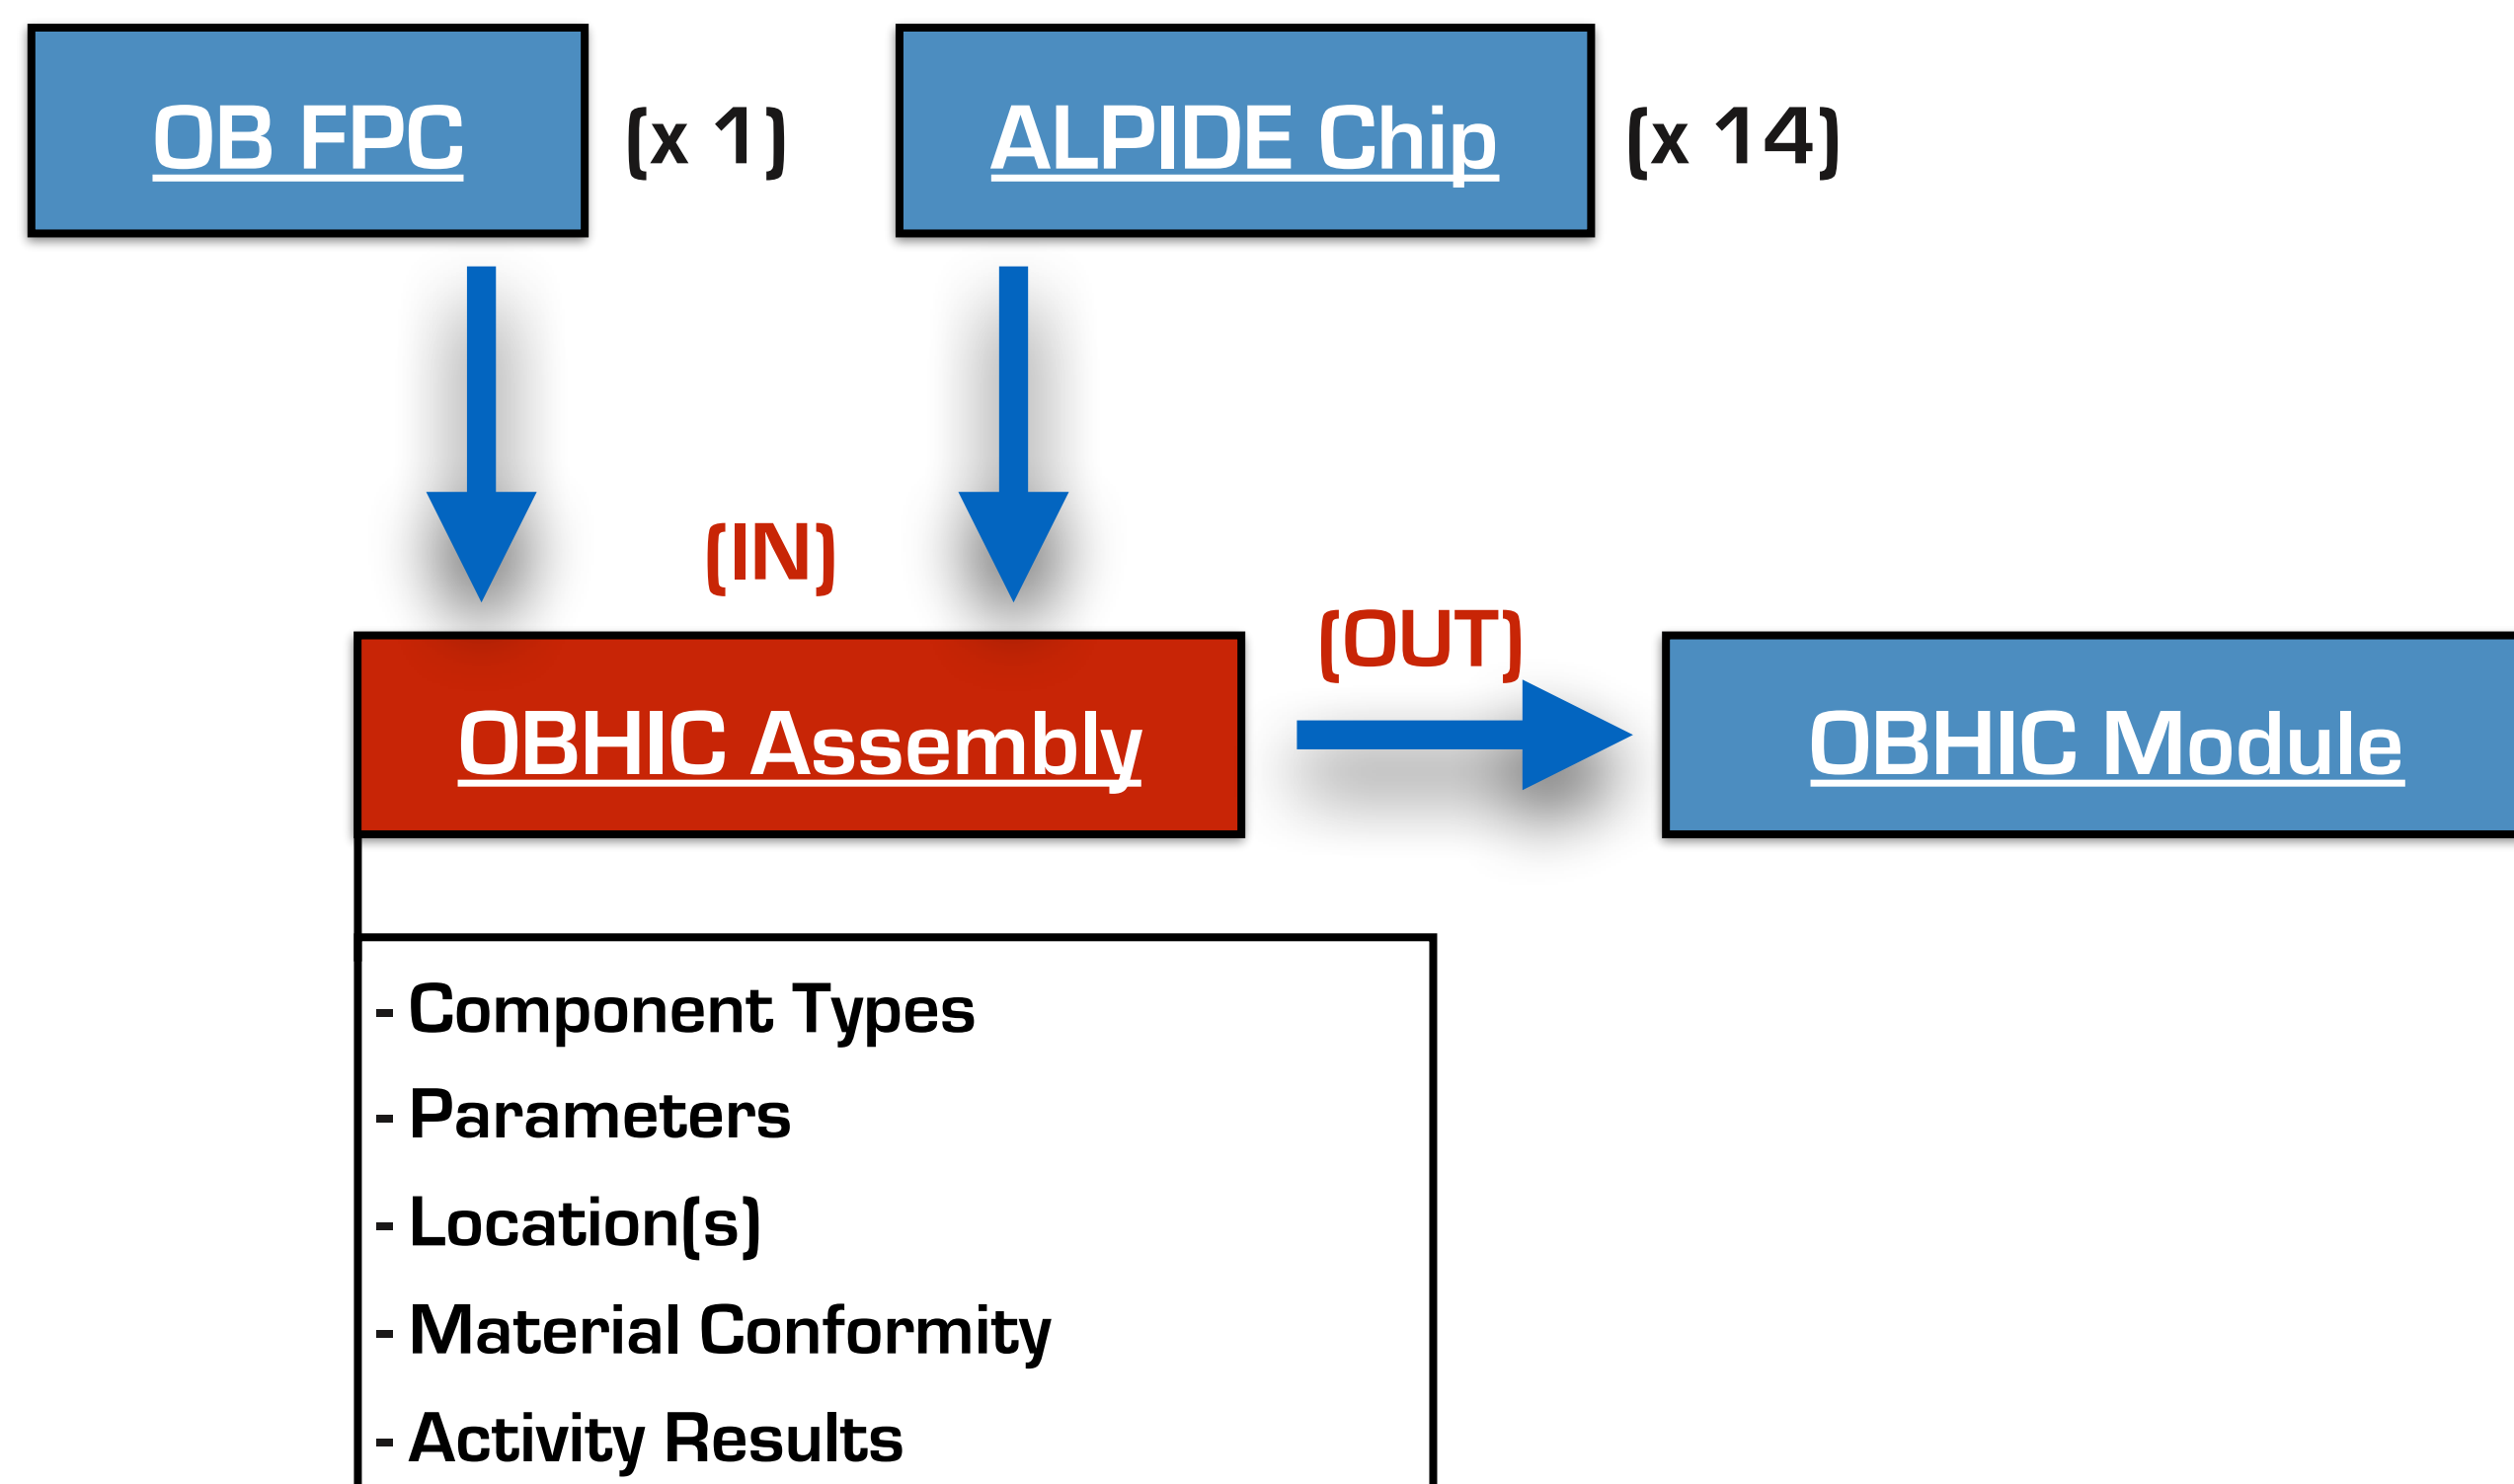 OB FPC (x 1) ALPIDE Chip (x 14)
(IN)
(OUT)
OBHIC Assembly
OBHIC Module
- Component Types
- Parameters
- Location(s)
- Material Conformity
- Activity Results